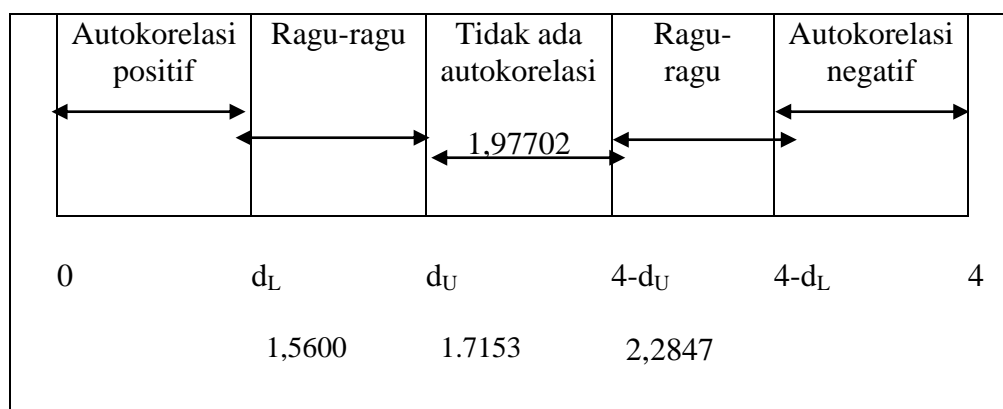 Autokorelasi positif
Ragu-ragu
Tidak ada autokorelasi
Ragu-ragu
Autokorelasi negatif
1,97702
0 dL dU 4-dU 4-dL 4
1,5600 1.7153 2,2847